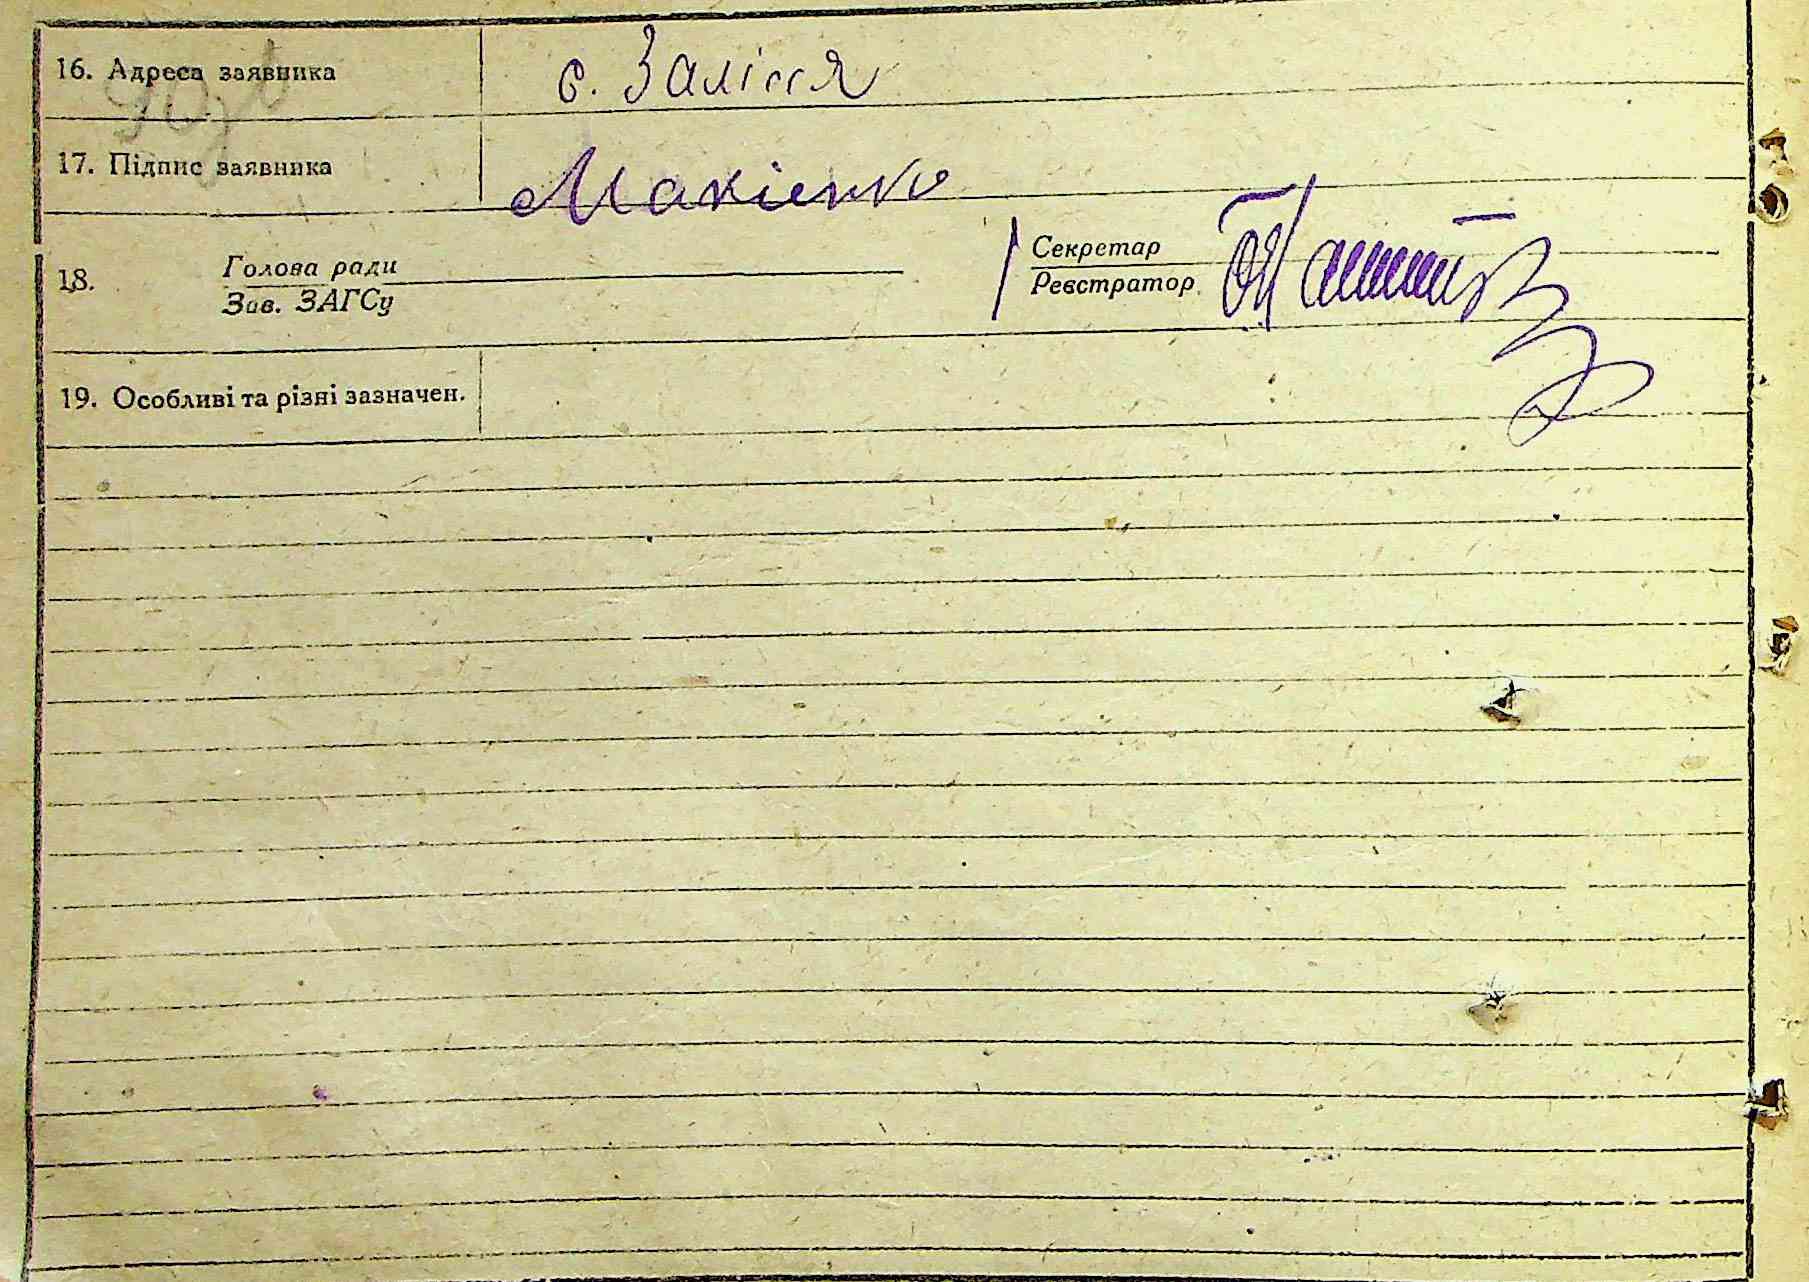 16. Адреса заявника с. Залісся
17. Підпис заявника Макієнко
18. Голова ради Секретар
Зав. ЗАГСу Реєстратор
19. Особливі та різні зазначен.